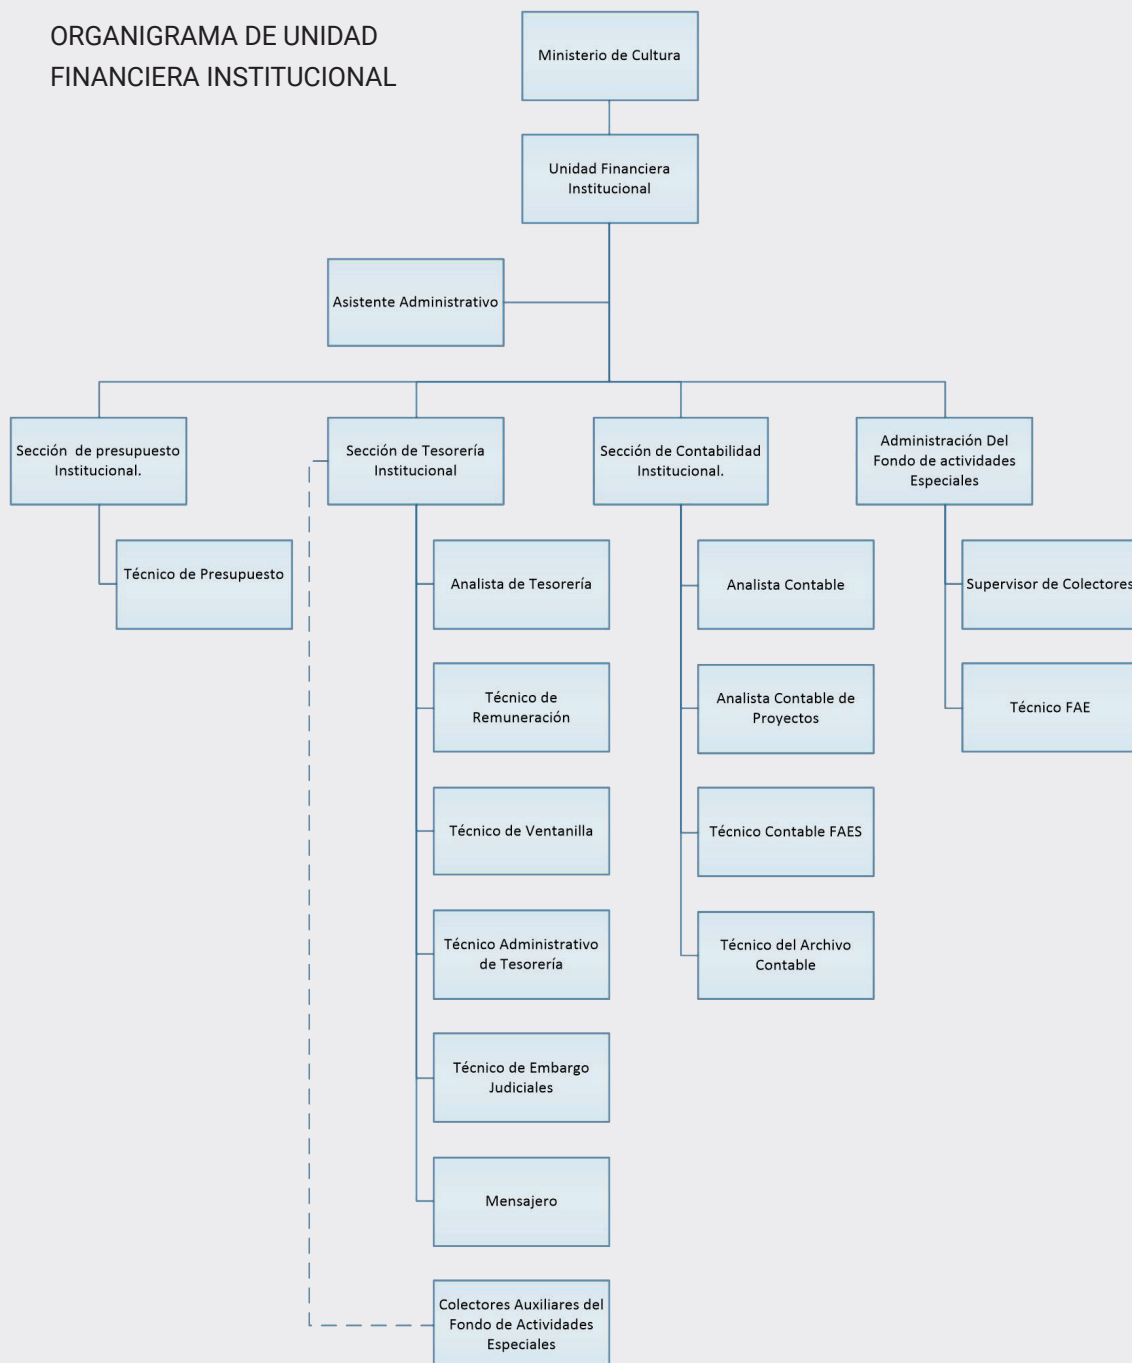 ORGANIGRAMA DE UNIDAD
FINANCIERA INSTITUCIONAL
Ministerio de Cultura
Unidad Financiera
Institucional
Asistente Administrativo
Sección de presupuesto
Institucional.
Sección de Tesorería
Institucional
Sección de Contabilidad
Institucional.
Administración Del
Fondo de actividades
Especiales
Técnico de Presupuesto
Analista de Tesorería
Técnico de
Remuneración
Técnico de Ventanilla
Técnico Administrativo
de Tesorería
Técnico de Embargo
Judiciales
Mensajero
Colectores Auxiliares del
Fondo de Actividades
Especiales
Analista Contable
Analista Contable de
Proyectos
Técnico Contable FAES
Técnico del Archivo
Contable
Supervisor de Colectores
Técnico FAE